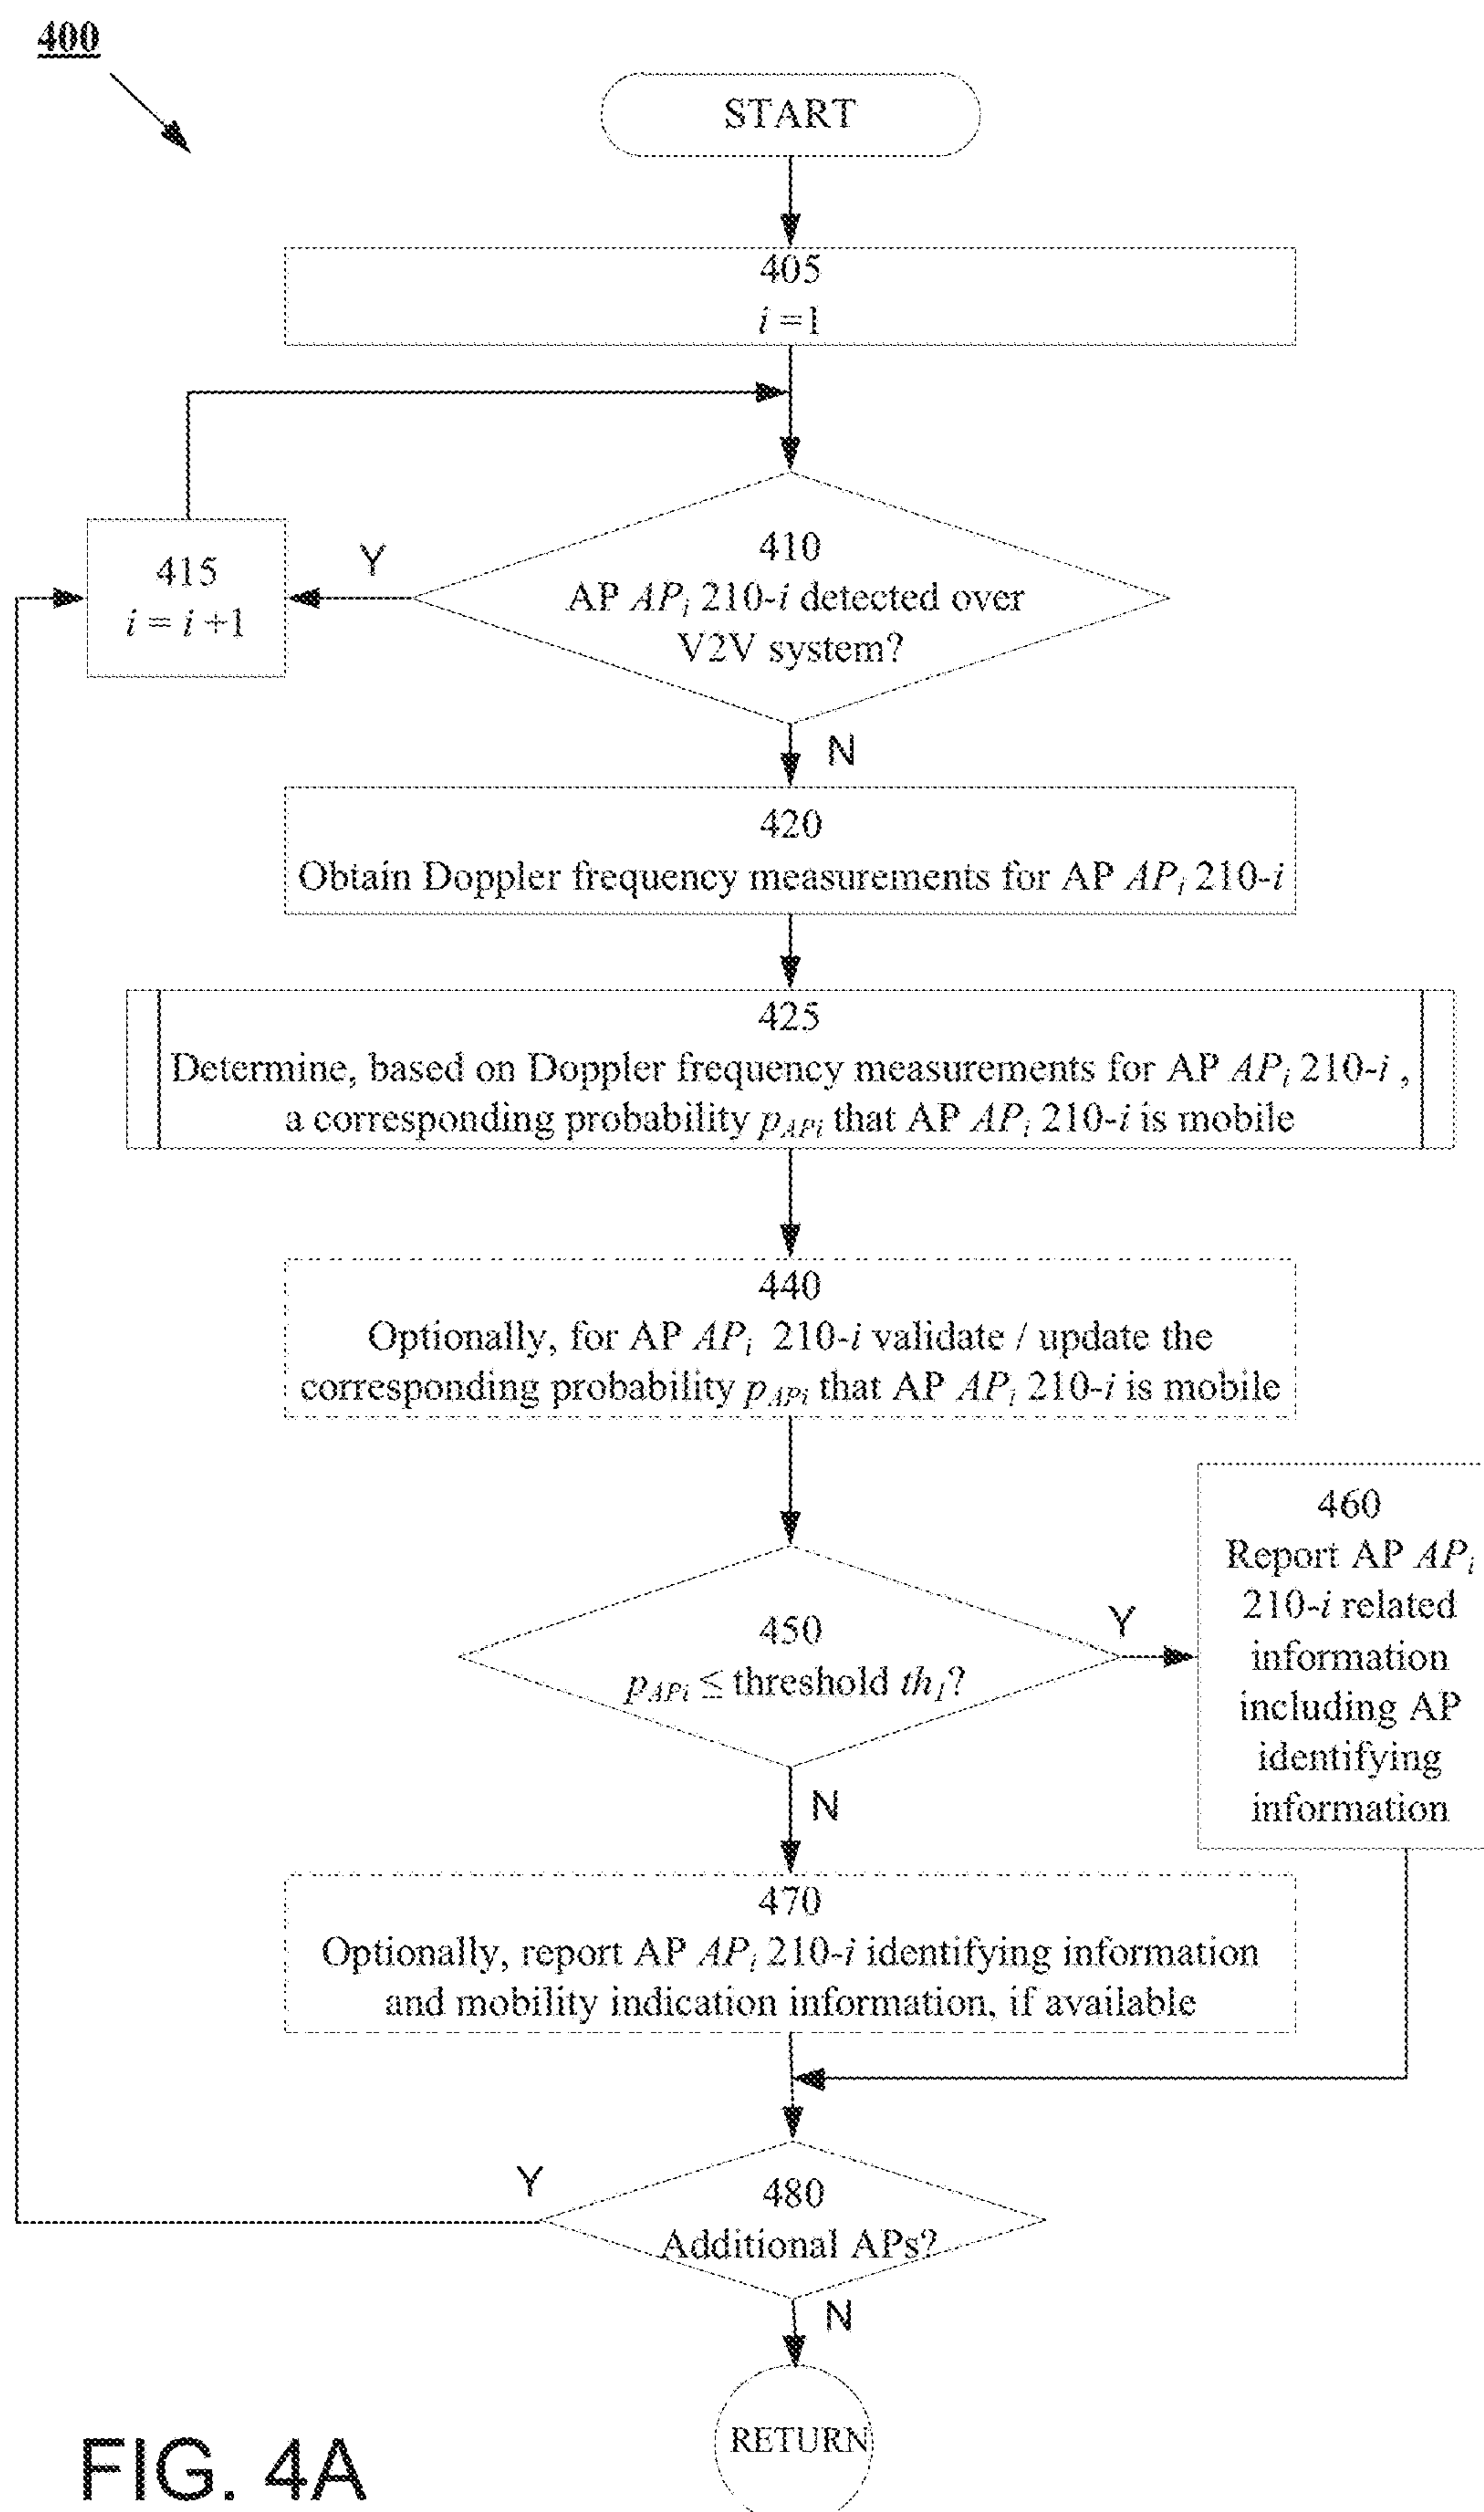 400
START
405
i =1
410
AP APi 210-i detected over
V2V system?
Y
415
i = i +1
N
420
Obtain Doppler frequency measurements for AP APi 210-i
425
Determine, based on Doppler frequency measurements for AP APi 210-i ,
a corresponding probability pAPi that AP APi 210-i is mobile
440
Optionally, for AP APi 210-i validate / update the
corresponding probability pAPi that AP APi 210-i is mobile
450
pAPi ≤ threshold th1?
Y
460
Report AP APi
210-i related
information
including AP
identifying
information
N
470
Optionally, report AP APi 210-i identifying information
and mobility indication information, if available
480
Additional APs?
Y
N
RETURN
FIG. 4A